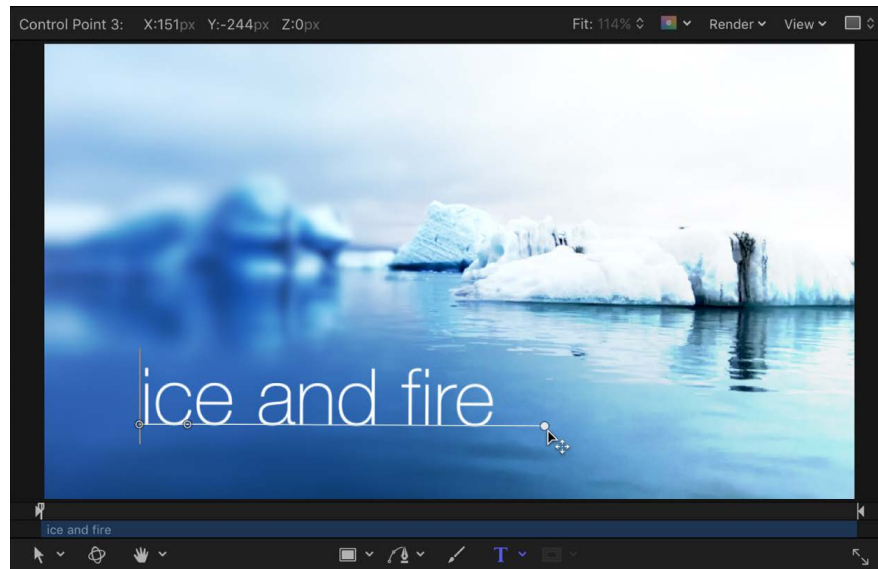 Control Point 3: X:151px Y:-244px Z:0px Fit: 114% Render View
ice and fire
ice and fire
T